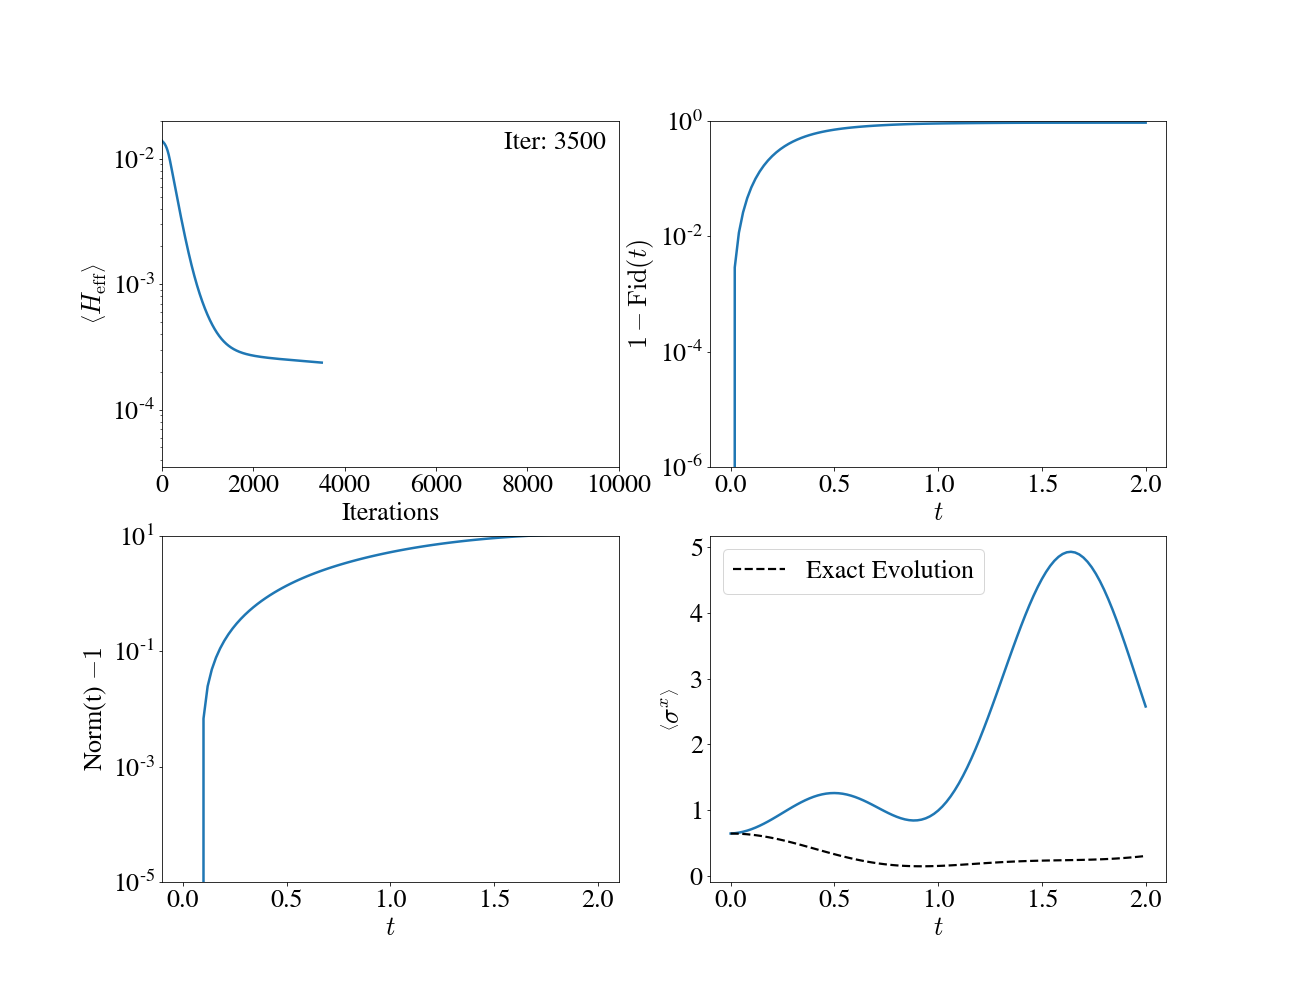 Iter: 3500
⟨H_eff⟩
10^-2
10^-3
10^-4
0 2000 4000 6000 8000 10000
Iterations
1 − Fid(t)
10^0
10^-2
10^-4
10^-6
0.0 0.5 1.0 1.5 2.0
t
Norm(t) −1
10^1
10^-1
10^-3
10^-5
0.0 0.5 1.0 1.5 2.0
t
Exact Evolution
⟨σ^x⟩
5
4
3
2
1
0
0.0 0.5 1.0 1.5 2.0
t